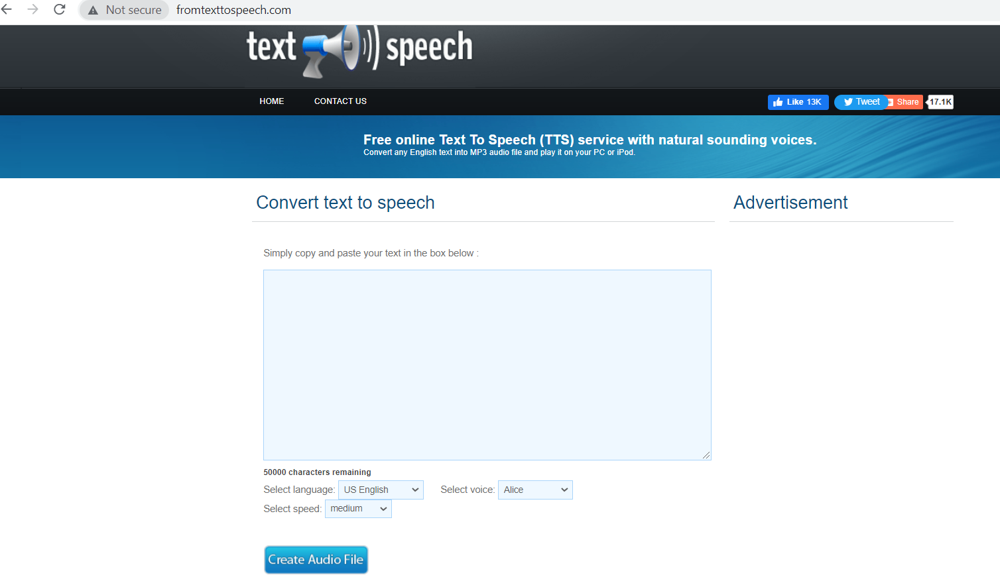 Not secure fromtexttospeech.com
text speech
HOME CONTACT US Like 13K Tweet Share 17.1K
Free online Text To Speech (TTS) service with natural sounding voices.
Convert any English text into MP3 audio file and play it on your PC or iPod.
Convert text to speech
Advertisement
Simply copy and paste your text in the box below :
50000 characters remaining
Select language: US English Select voice: Alice
Select speed: medium
Create Audio File